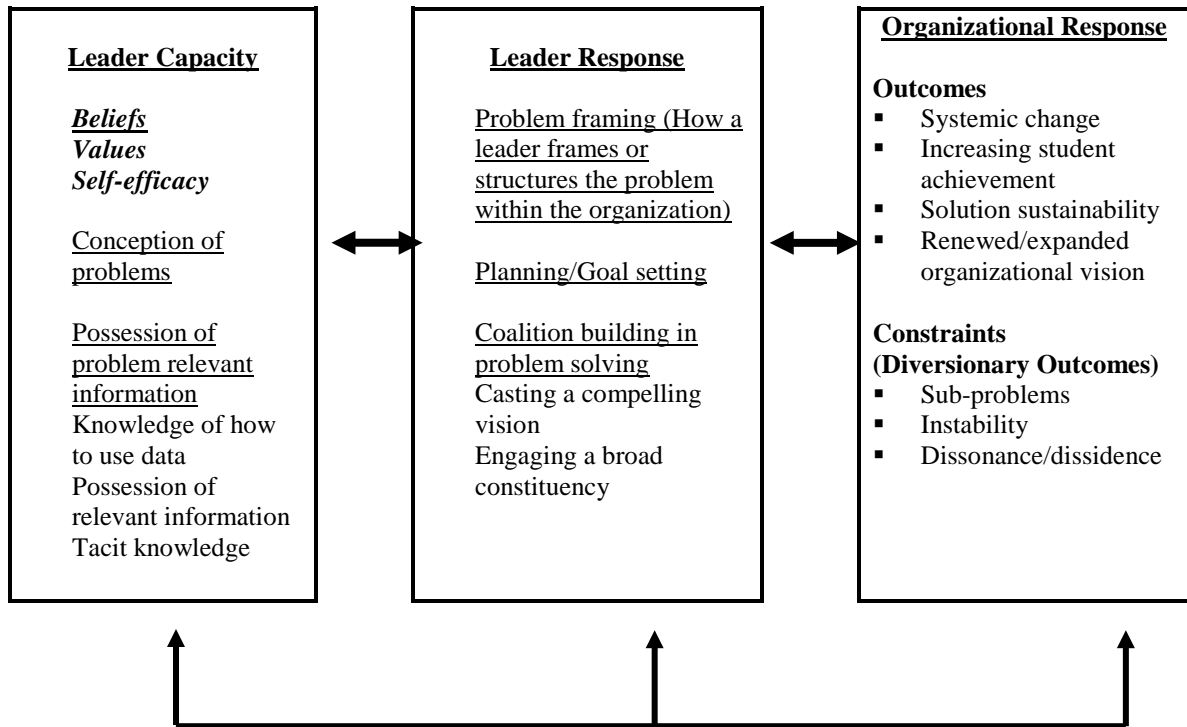 Leader Capacity
Beliefs
Values
Self-efficacy
Conception of
problems
Possession of
problem relevant
information
Knowledge of how
to use data
Possession of
relevant information
Tacit knowledge
Leader Response
Problem framing (How a
leader frames or
structures the problem
within the organization)
Planning/Goal setting
Coalition building in
problem solving
Casting a compelling
vision
Engaging a broad
constituency
Organizational Response
Outcomes
▪ Systemic change
▪ Increasing student
achievement
▪ Solution sustainability
▪ Renewed/expanded
organizational vision
Constraints
(Diversionary Outcomes)
▪ Sub-problems
▪ Instability
▪ Dissonance/dissidence